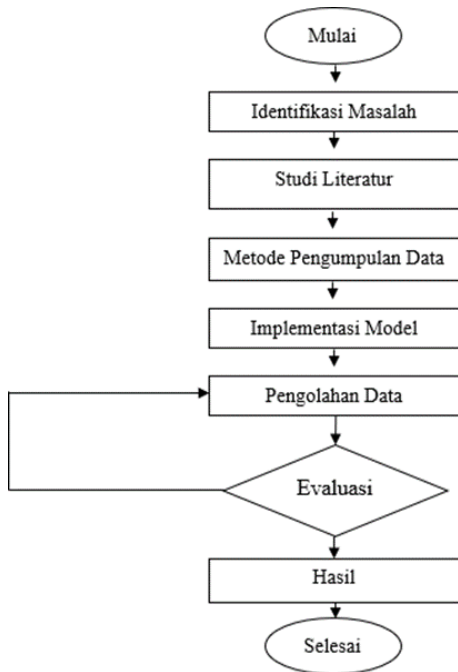 Mulai
Identifikasi Masalah
Studi Literatur
Metode Pengumpulan Data
Implementasi Model
Pengolahan Data
Evaluasi
Hasil
Selesai